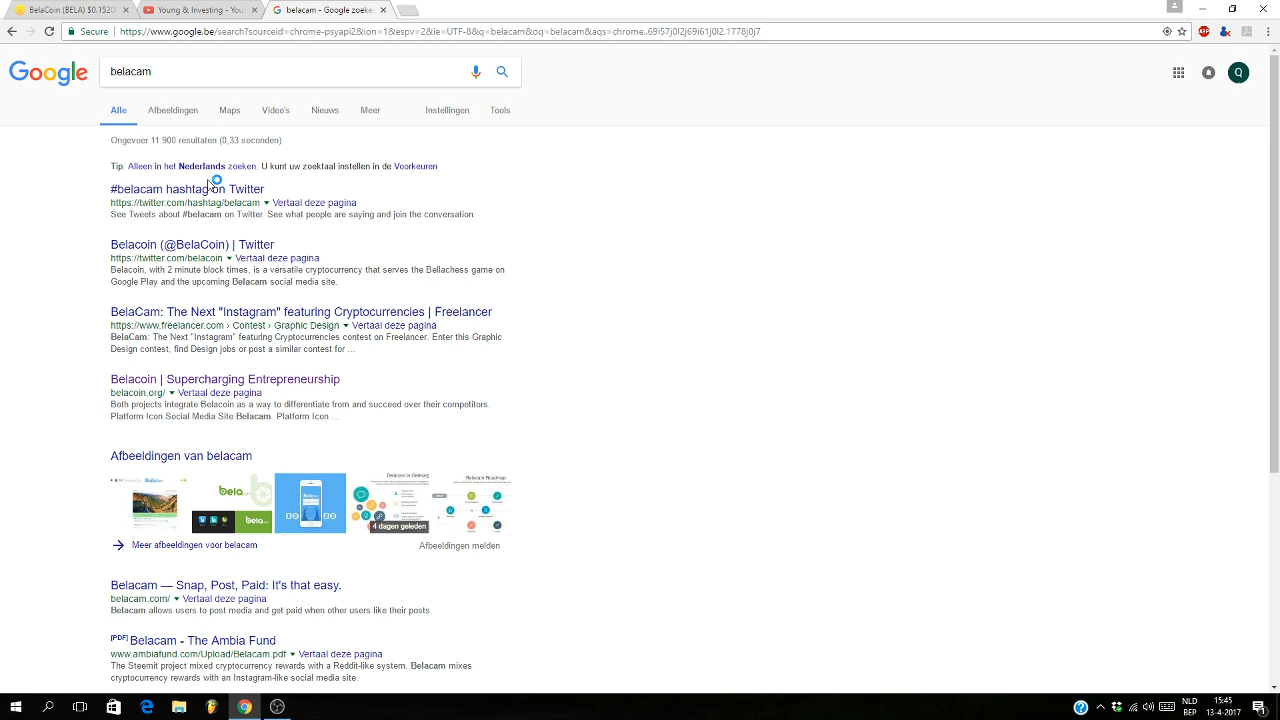 BelaCoin (BELA) $0.1520
Young & Investing - You
belacam - Google zoeke
Secure
https://www.google.be/search?sourceid=chrome-psyapi2&ion=1&espv=2&ie=UTF-8&q=belacam&oq=belacam&aqs=chrome..69i57j0l2j69i61j0l2.1778j0j7
ABP
Google
belacam
Q
Alle Afbeeldingen Maps Video's Nieuws Meer Instellingen Tools
Ongeveer 11.900 resultaten (0,33 seconden)
Tip: Alleen in het Nederlands zoeken. U kunt uw zoektaal instellen in de Voorkeuren
#belacam hashtag on Twitter
https://twitter.com/hashtag/belacam ▾ Vertaal deze pagina
See Tweets about #belacam on Twitter. See what people are saying and join the conversation.
Belacoin (@BelaCoin) | Twitter
https://twitter.com/belacoin ▾ Vertaal deze pagina
Belacoin, with 2 minute block times, is a versatile cryptocurrency that serves the Bellachess game on
Google Play and the upcoming Belacam social media site.
BelaCam: The Next "Instagram" featuring Cryptocurrencies | Freelancer
https://www.freelancer.com › Contest › Graphic Design ▾ Vertaal deze pagina
BelaCam: The Next "Instagram" featuring Cryptocurrencies contest on Freelancer. Enter this Graphic
Design contest, find Design jobs or post a similar contest for ...
Belacoin | Supercharging Entrepreneurship
belacoin.org/ ▾ Vertaal deze pagina
Both projects integrate Belacoin as a way to differentiate from and succeed over their competitors.
Platform Icon Social Media Site Belacam. Platform Icon ...
Afbeeldingen van belacam
bela
bela
Belacam Roadmap
4 dagen geleden
Meer afbeeldingen voor belacam
Afbeeldingen melden
Belacam — Snap, Post, Paid: It's that easy.
belacam.com/ ▾ Vertaal deze pagina
Belacam allows users to post media and get paid when other users like their posts.
[PDF] Belacam - The Ambia Fund
www.ambiafund.com/Upload/Belacam.pdf ▾ Vertaal deze pagina
The Steemit project mixed cryptocurrency rewards with a Reddit-like system, Belacam mixes
cryptocurrency rewards with an Instagram-like social media site.
NLD
BEP
15:45
13-4-2017
1